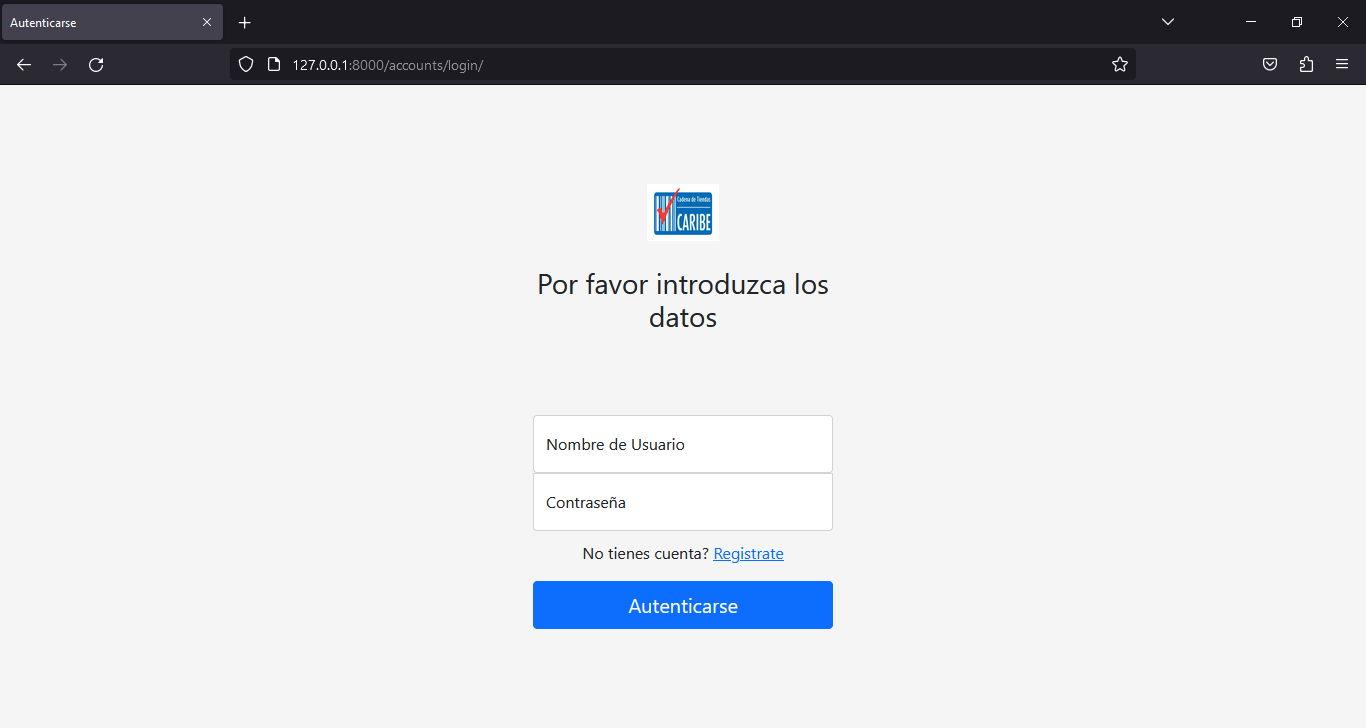 Autenticarse
127.0.0.1:8000/accounts/login/
Cadena de Tiendas
CARIBE
Por favor introduzca los
datos
Nombre de Usuario
Contraseña
No tienes cuenta? Registrate
Autenticarse